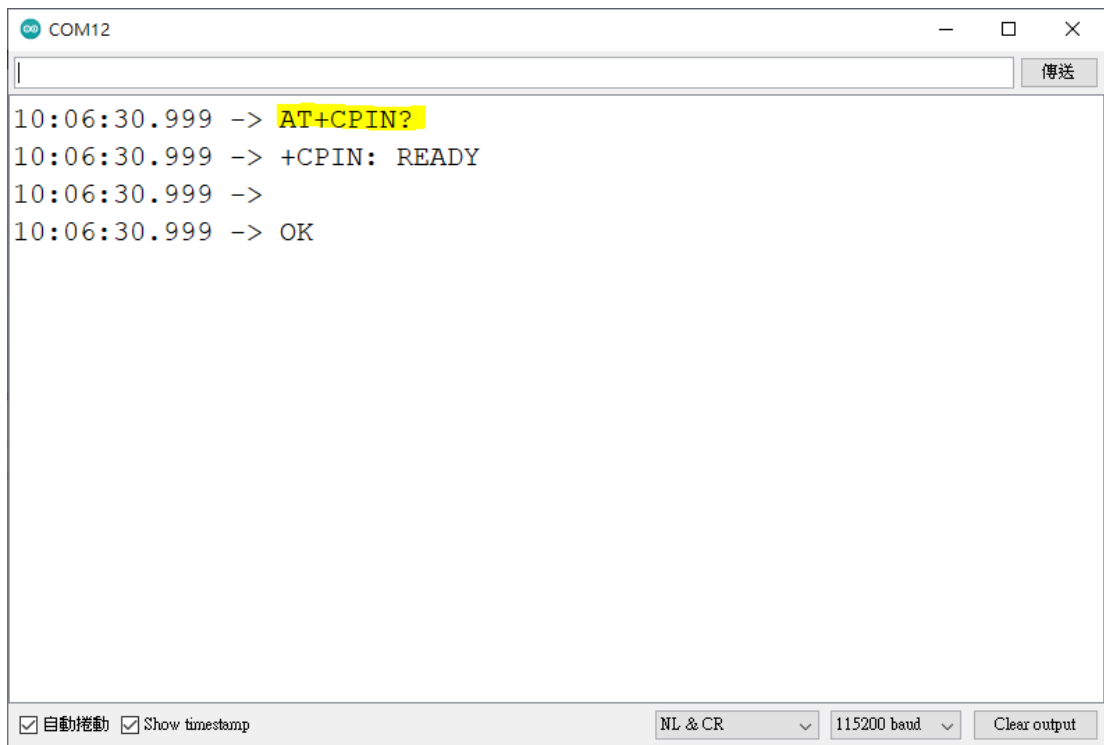 COM12
傳送
10:06:30.999 -> AT+CPIN?
10:06:30.999 -> +CPIN: READY
10:06:30.999 ->
10:06:30.999 -> OK
自動捲動 Show timestamp NL & CR 115200 baud Clear output